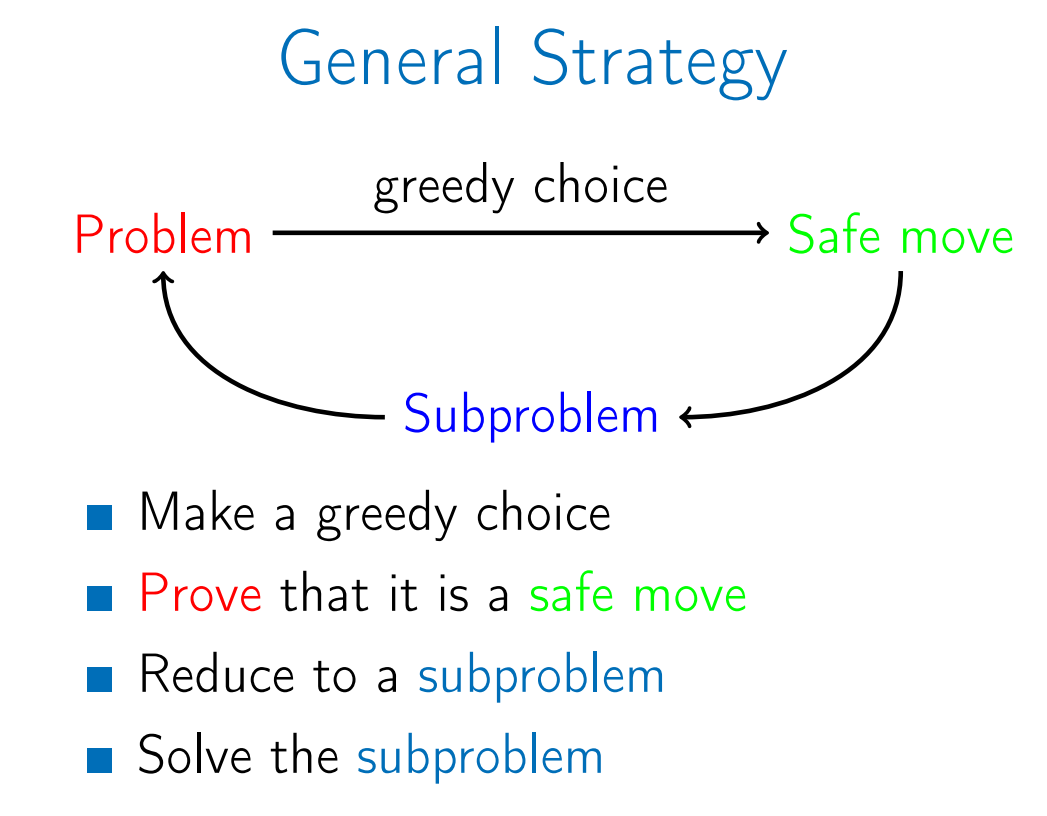 General Strategy
greedy choice
Problem
Safe move
Subproblem
Make a greedy choice
Prove that it is a safe move
Reduce to a subproblem
Solve the subproblem